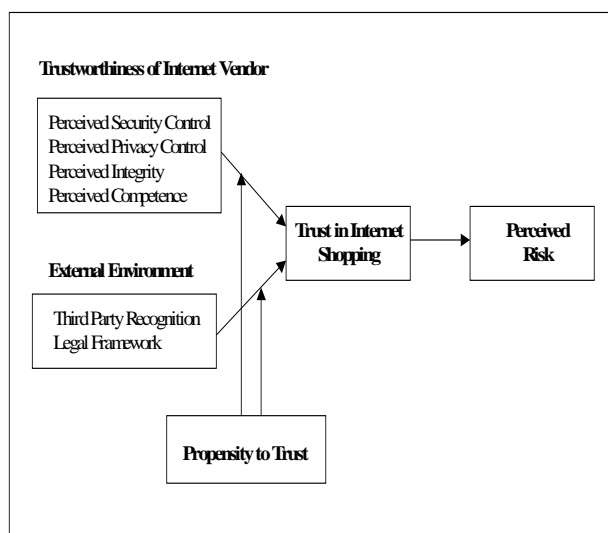 Trustworthiness of Internet Vendor
Perceived Security Control
Perceived Privacy Control
Perceived Integrity
Perceived Competence
Trust in Internet
Shopping
Perceived
Risk
External Environment
Third Party Recognition
Legal Framework
Propensity to Trust